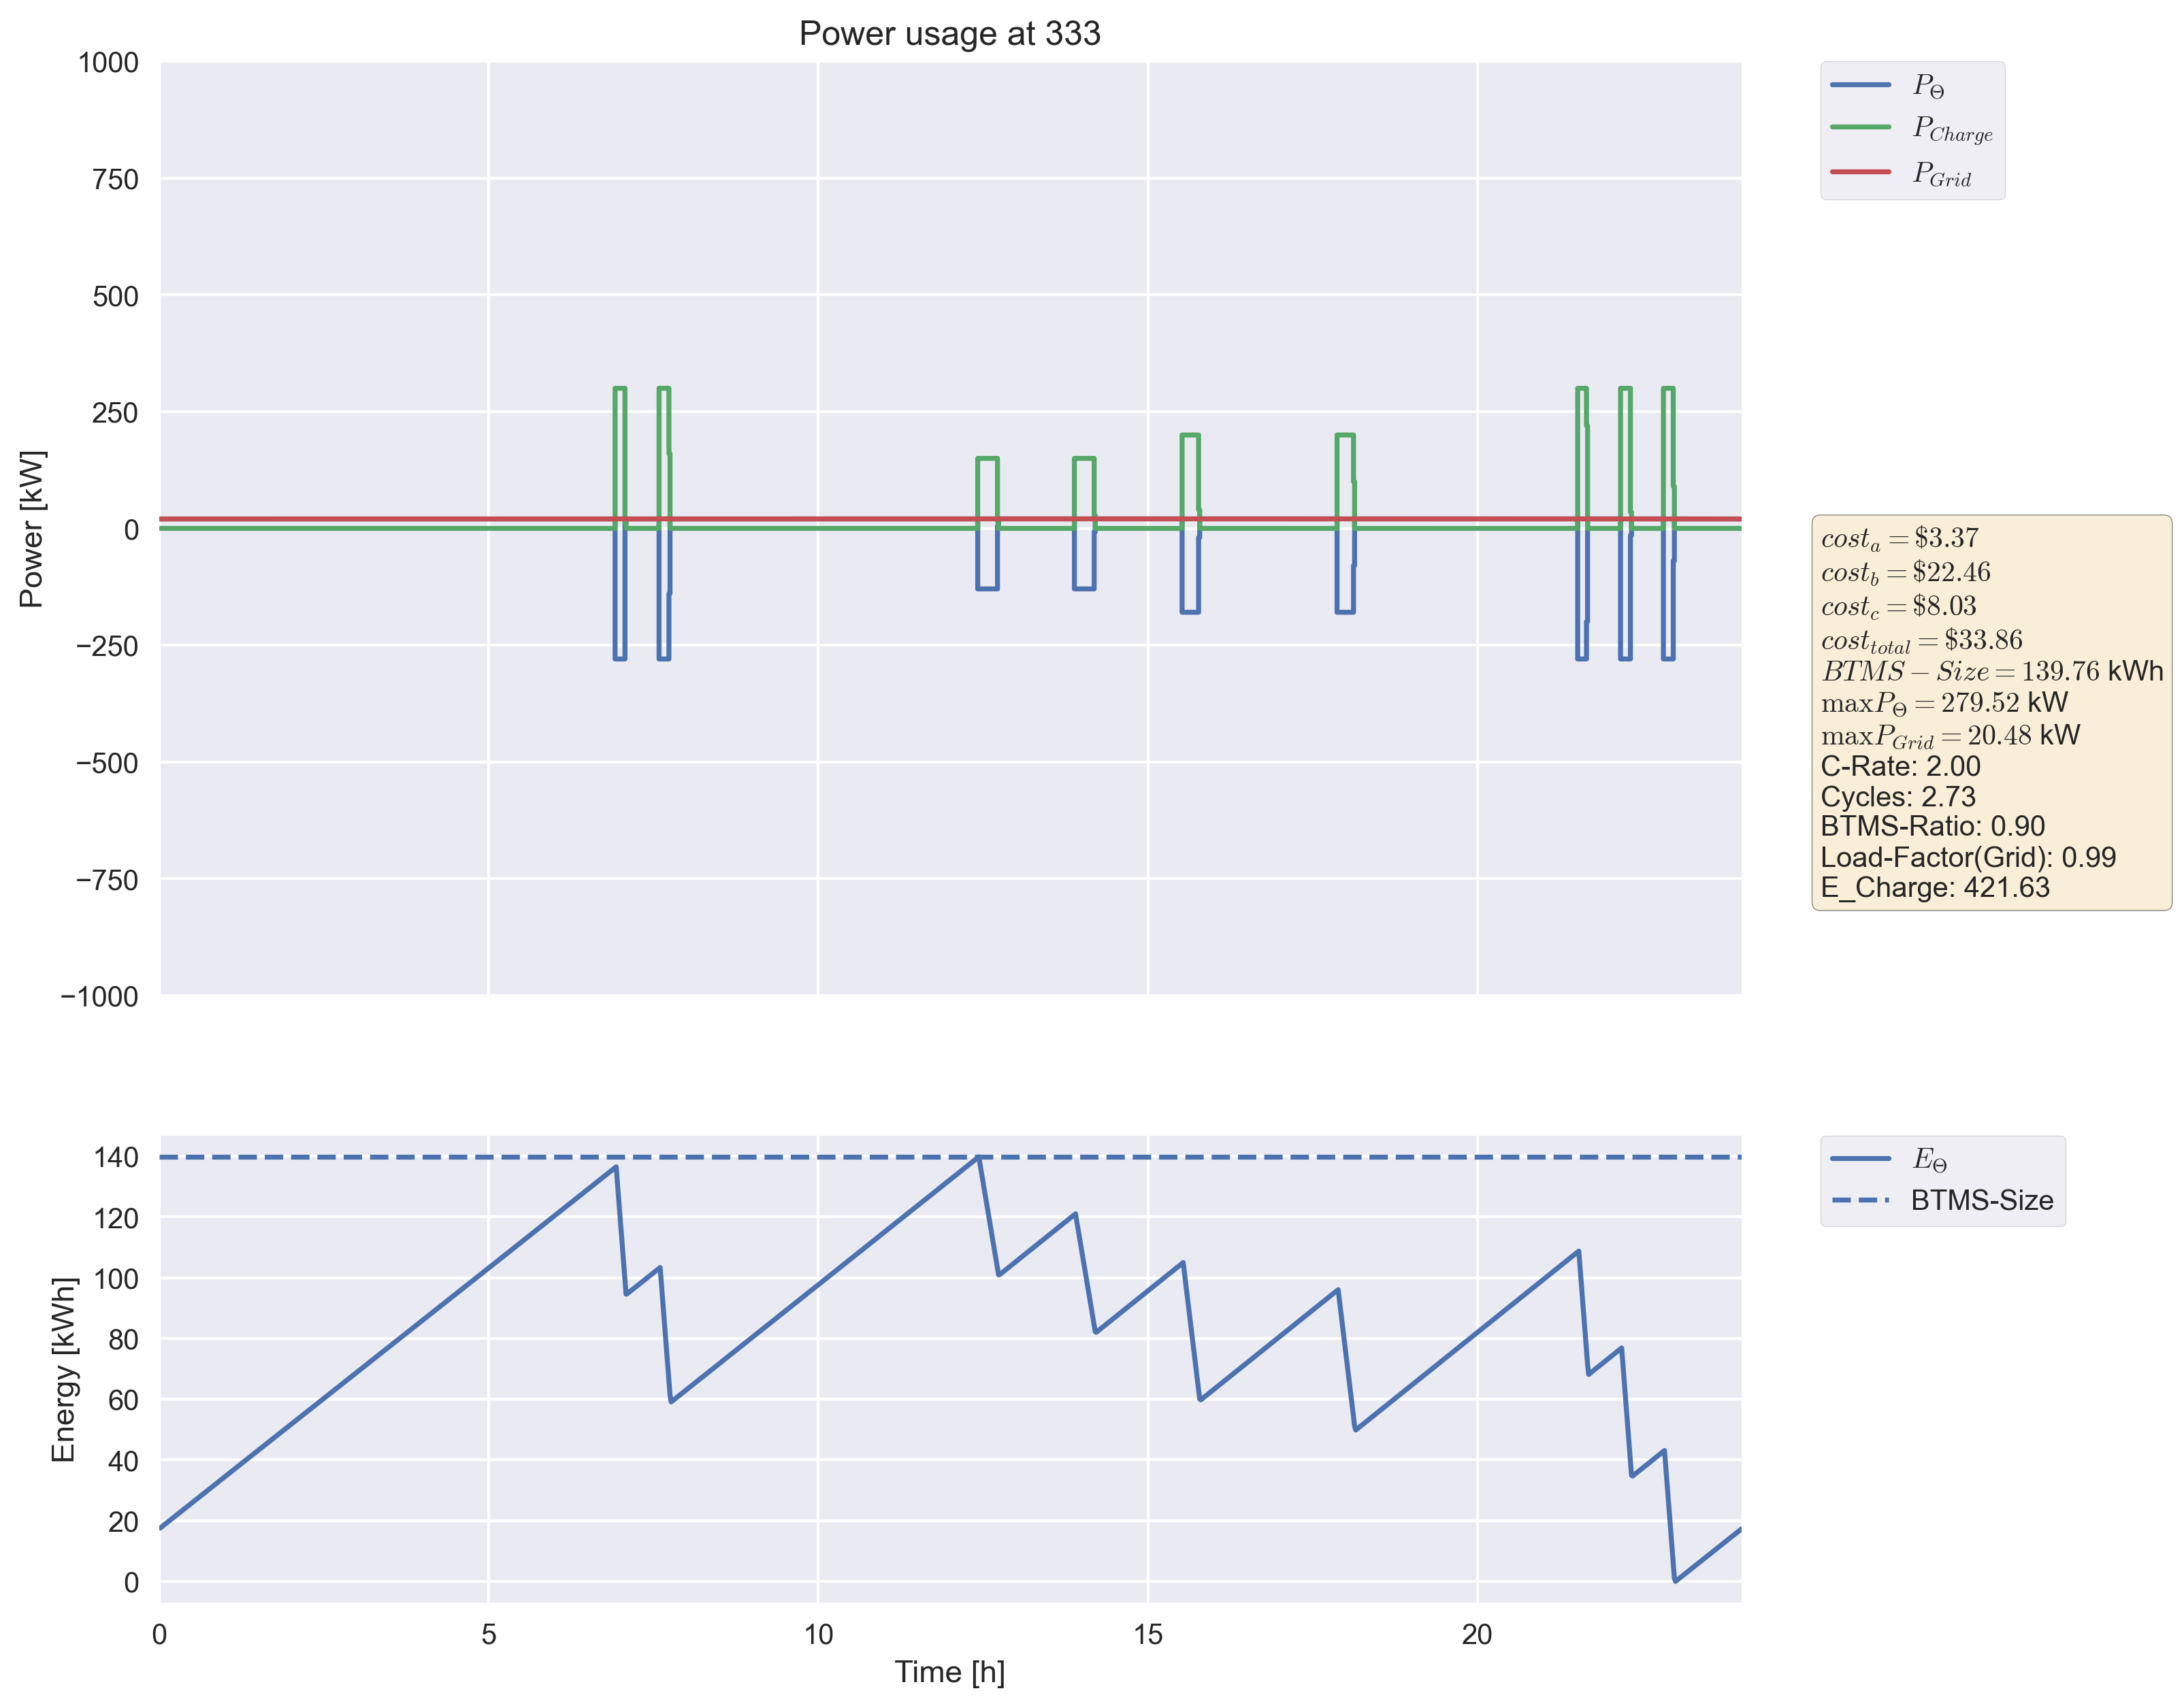 Power usage at 333
1000
750
500
250
0
−250
−500
−750
−1000
Power [kW]
P_Θ
P_Charge
P_Grid
cost_a = $3.37
cost_b = $22.46
cost_c = $8.03
cost_total = $33.86
BTMS − Size = 139.76 kWh
maxP_Θ = 279.52 kW
maxP_Grid = 20.48 kW
C-Rate: 2.00
Cycles: 2.73
BTMS-Ratio: 0.90
Load-Factor(Grid): 0.99
E_Charge: 421.63
140
120
100
80
60
40
20
0
Energy [kWh]
E_Θ
BTMS-Size
0 5 10 15 20
Time [h]